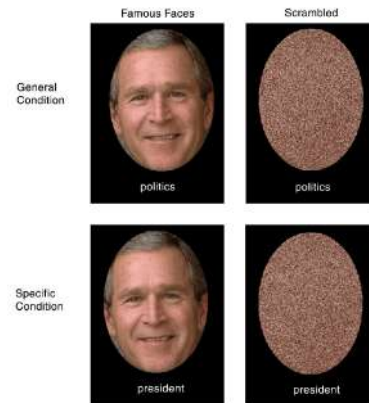 Famous Faces
Scrambled
General
Condition
politics
politics
Specific
Condition
president
president